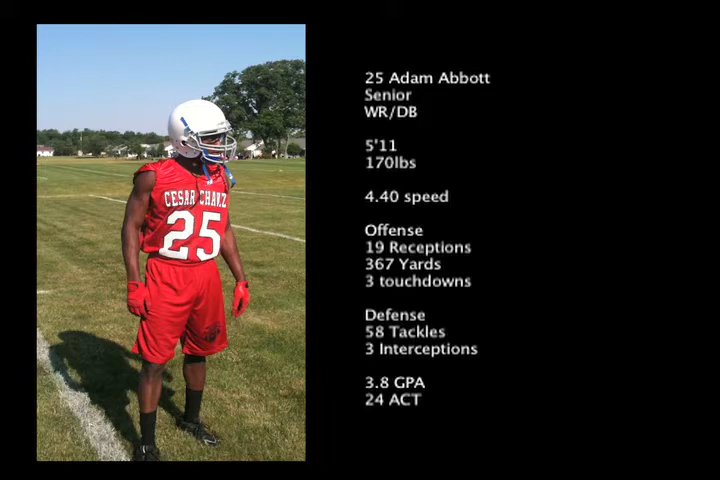 CESAR CHAVZ
25
25 Adam Abbott
Senior
WR/DB
5'11
170lbs
4.40 speed
Offense
19 Receptions
367 Yards
3 touchdowns
Defense
58 Tackles
3 Interceptions
3.8 GPA
24 ACT